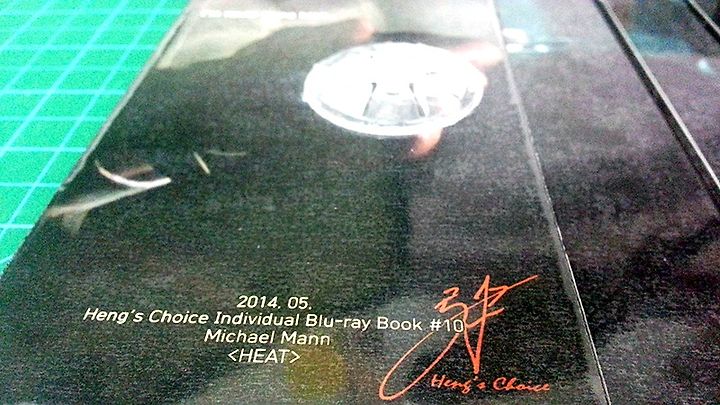 2014. 05.
Heng's Choice Individual Blu-ray Book #10
Michael Mann
<HEAT>
Heng's Choice